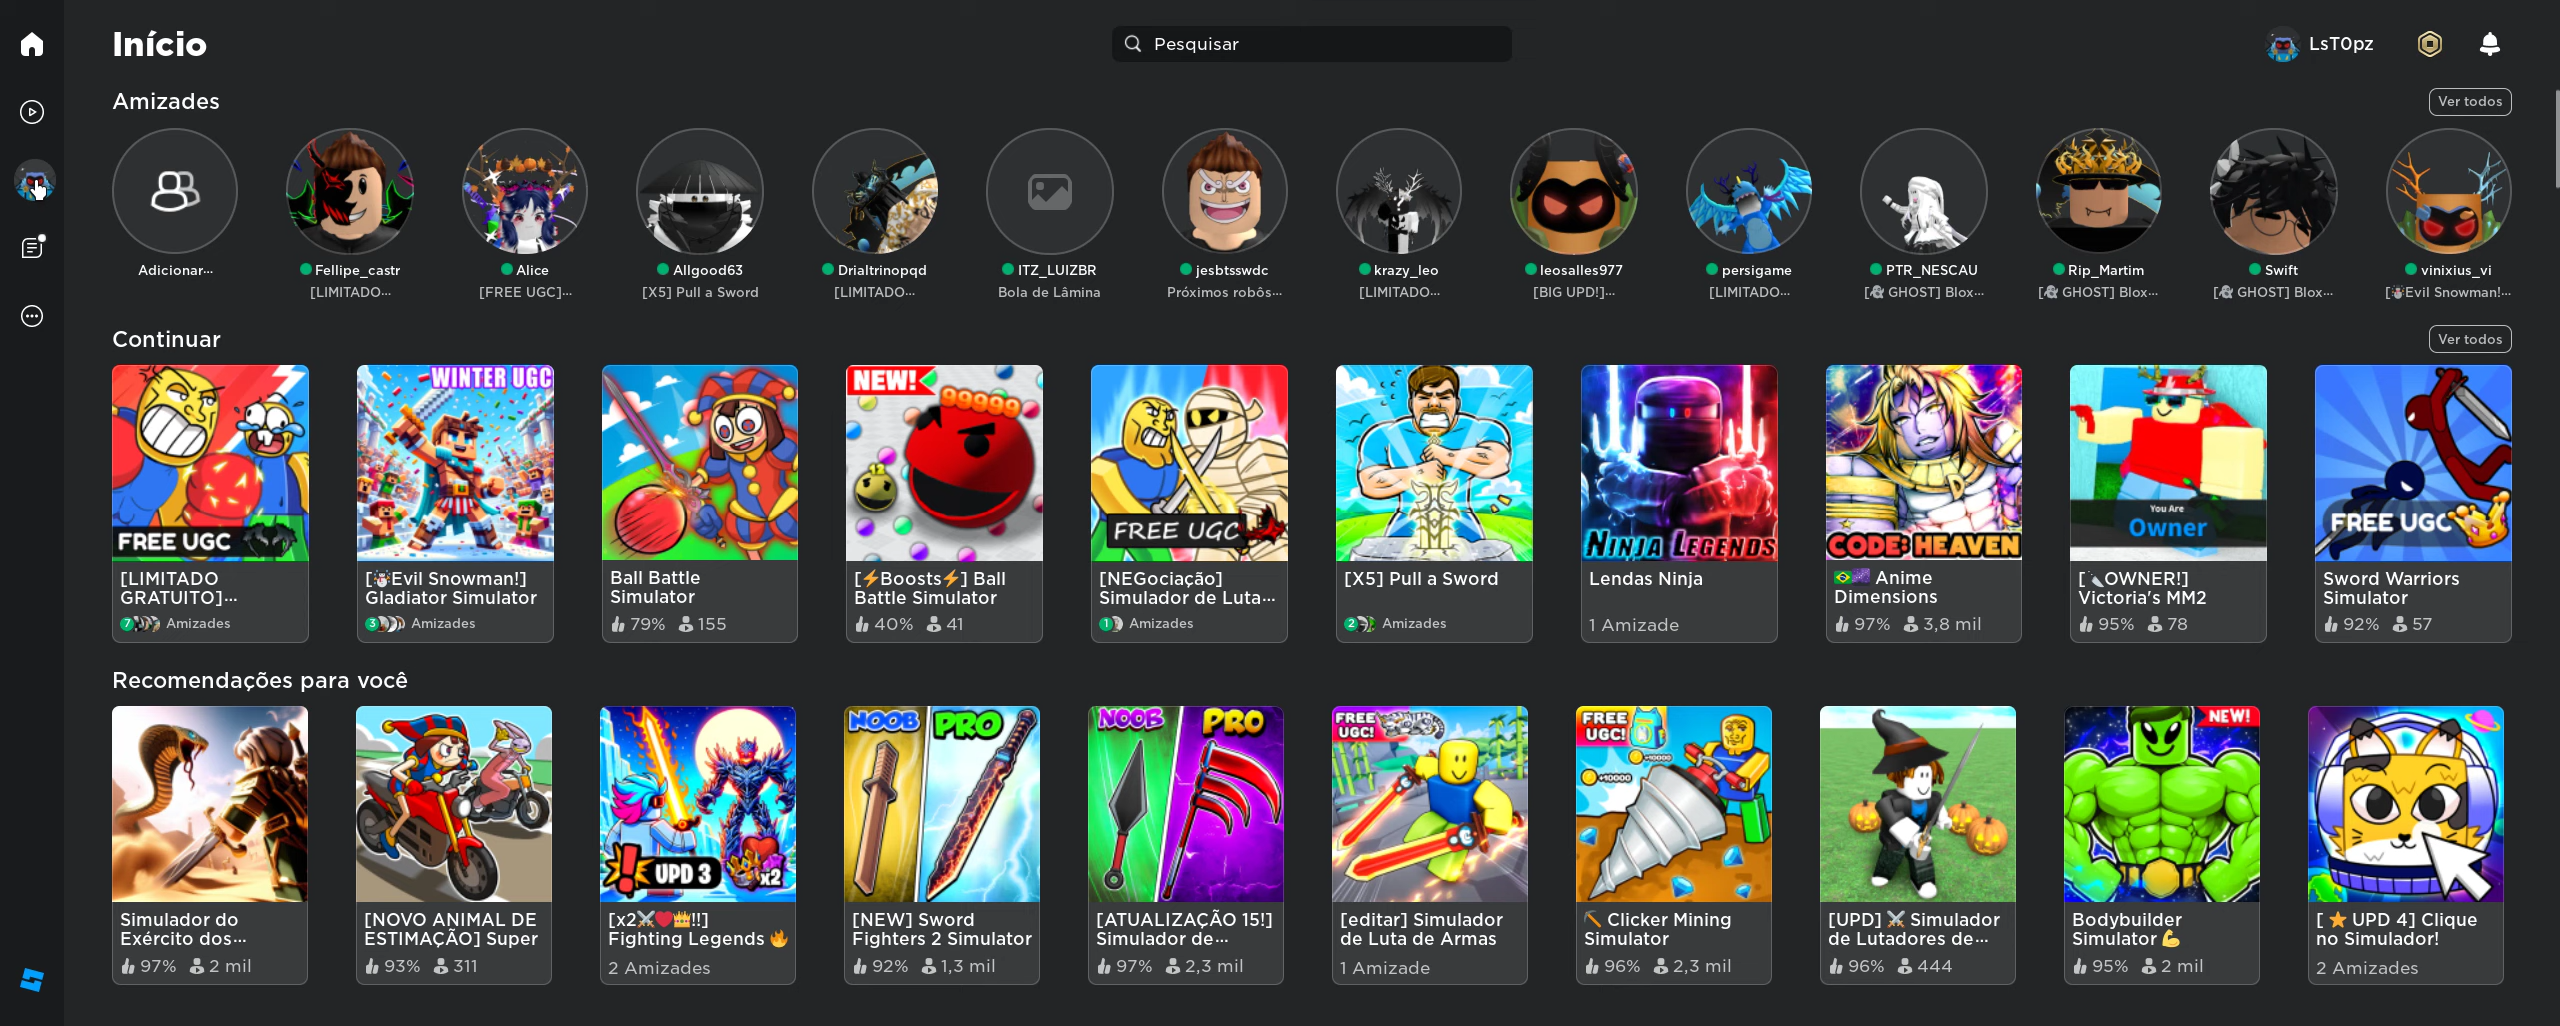 Início
Pesquisar
LsT0pz
Amizades
Ver todos
Adicionar...
Fellipe_castr
[LIMITADO...
Alice
[FREE UGC]...
Allgood63
[X5] Pull a Sword
Drialtrinopqd
[LIMITADO...
ITZ_LUIZBR
Bola de Lâmina
jesbtsswdc
Próximos robôs...
krazy_leo
[LIMITADO...
leosalles977
[BIG UPD!]...
persigame
[LIMITADO...
PTR_NESCAU
[👻 GHOST] Blox...
Rip_Martim
[👻 GHOST] Blox...
Swift
[👻 GHOST] Blox...
vinixius_vi
[☃️Evil Snowman!...
Continuar
Ver todos
FREE UGC
[LIMITADO
GRATUITO]...
7 Amizades
WINTER UGC
[☃️Evil Snowman!]
Gladiator Simulator
3 Amizades
Ball Battle
Simulator
79% 155
NEW!
99999
12
[⚡Boosts⚡] Ball
Battle Simulator
40% 41
FREE UGC
[NEGociação]
Simulador de Luta...
1 Amizades
[X5] Pull a Sword
2 Amizades
NINJA LEGENDS
Lendas Ninja
1 Amizade
CODE: HEAVEN
🇧🇷🌌 Anime
Dimensions
97% 3,8 mil
You Are
Owner
[🔪OWNER!]
Victoria's MM2
95% 78
FREE UGC
Sword Warriors
Simulator
92% 57
Recomendações para você
Simulador do
Exército dos...
97% 2 mil
[NOVO ANIMAL DE
ESTIMAÇÃO] Super
93% 311
UPD 3
x2
[x2⚔️❤️👑!!]
Fighting Legends 🔥
2 Amizades
NOOB PRO
[NEW] Sword
Fighters 2 Simulator
92% 1,3 mil
NOOB PRO
[ATUALIZAÇÃO 15!]
Simulador de...
97% 2,3 mil
FREE
UGC!
[editar] Simulador
de Luta de Armas
1 Amizade
FREE
UGC!
+10000
+10000
⛏️ Clicker Mining
Simulator
96% 2,3 mil
[UPD] ⚔️ Simulador
de Lutadores de...
96% 444
NEW!
Bodybuilder
Simulator💪
95% 2 mil
[ ⭐ UPD 4] Clique
no Simulador!
2 Amizades